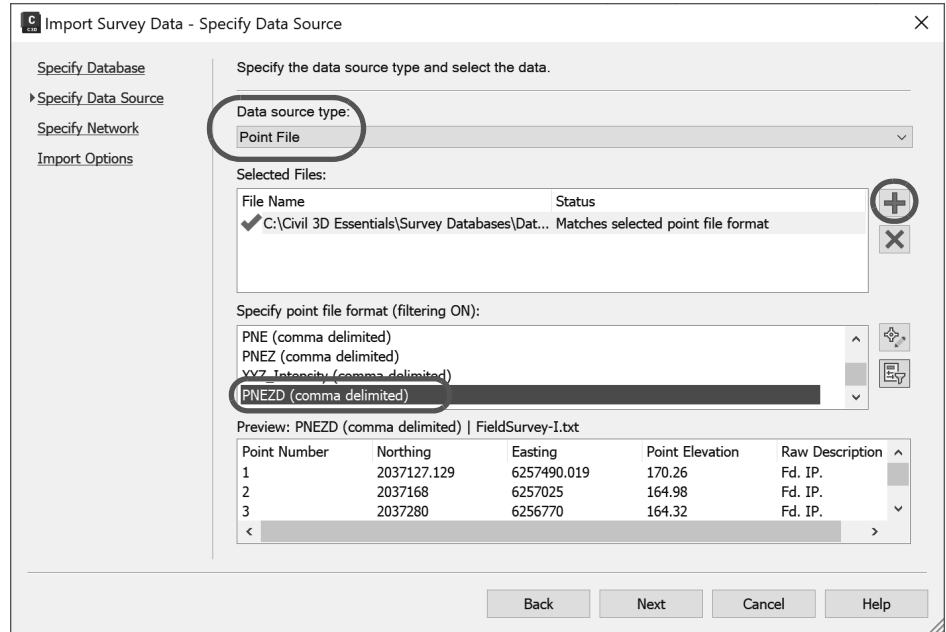 C
C3D
Import Survey Data - Specify Data Source
Specify Database
Specify Data Source
Specify Network
Import Options
Specify the data source type and select the data.
Data source type:
Point File
Selected Files:
File Name Status
C:\Civil 3D Essentials\Survey Databases\Dat... Matches selected point file format
Specify point file format (filtering ON):
PNE (comma delimited)
PNEZ (comma delimited)
XYZ_Intensity (comma delimited)
PNEZD (comma delimited)
Preview: PNEZD (comma delimited) | FieldSurvey-I.txt
Point Number Northing Easting Point Elevation Raw Description
1 2037127.129 6257490.019 170.26 Fd. IP.
2 2037168 6257025 164.98 Fd. IP.
3 2037280 6256770 164.32 Fd. IP.
Back Next Cancel Help